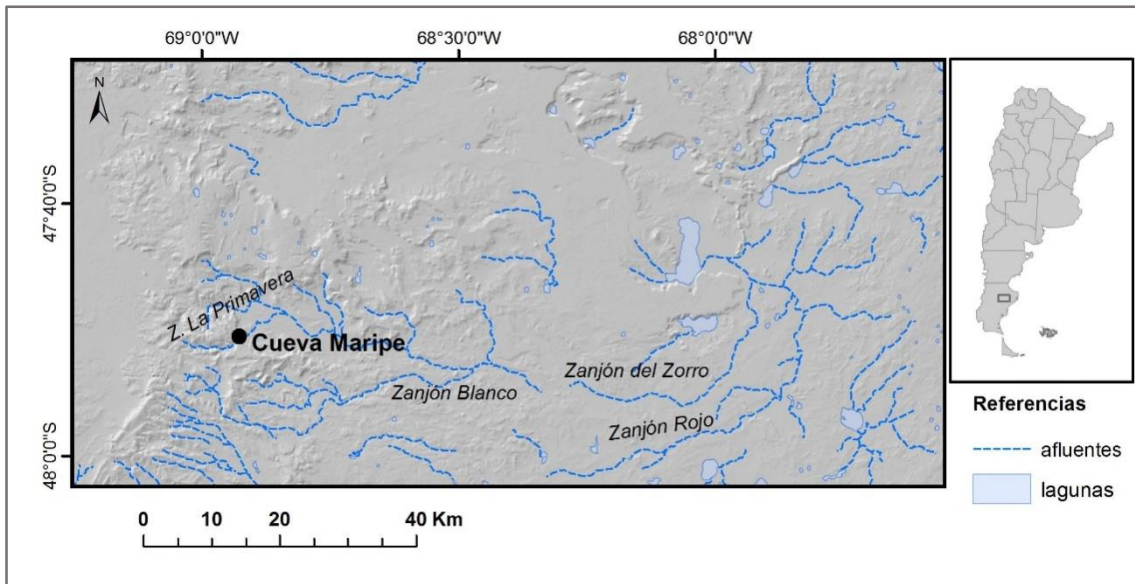 69°0'0"W 68°30'0"W 68°0'0"W
47°40'0"S
48°0'0"S
N
Z. La Primavera
Cueva Maripe
Zanjón Blanco
Zanjón del Zorro
Zanjón Rojo
0 10 20 40 Km
Referencias
afluentes
lagunas